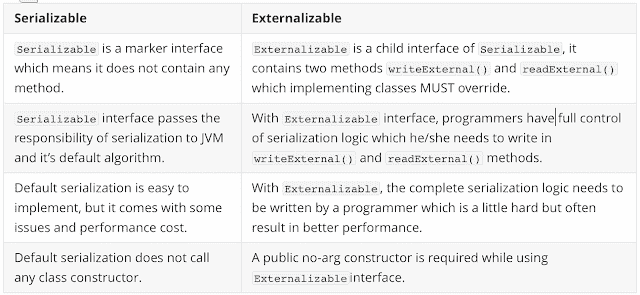 Serializable
Externalizable
Serializable is a marker interface
which means it does not contain any
method.
Externalizable is a child interface of Serializable, it
contains two methods writeExternal() and readExternal()
which implementing classes MUST override.
Serializable interface passes the
responsibility of serialization to JVM
and it’s default algorithm.
With Externalizable interface, programmers have full control
of serialization logic which he/she needs to write in
writeExternal() and readExternal() methods.
Default serialization is easy to
implement, but it comes with some
issues and performance cost.
With Externalizable, the complete serialization logic needs to
be written by a programmer which is a little hard but often
result in better performance.
Default serialization does not call
any class constructor.
A public no-arg constructor is required while using
Externalizable interface.